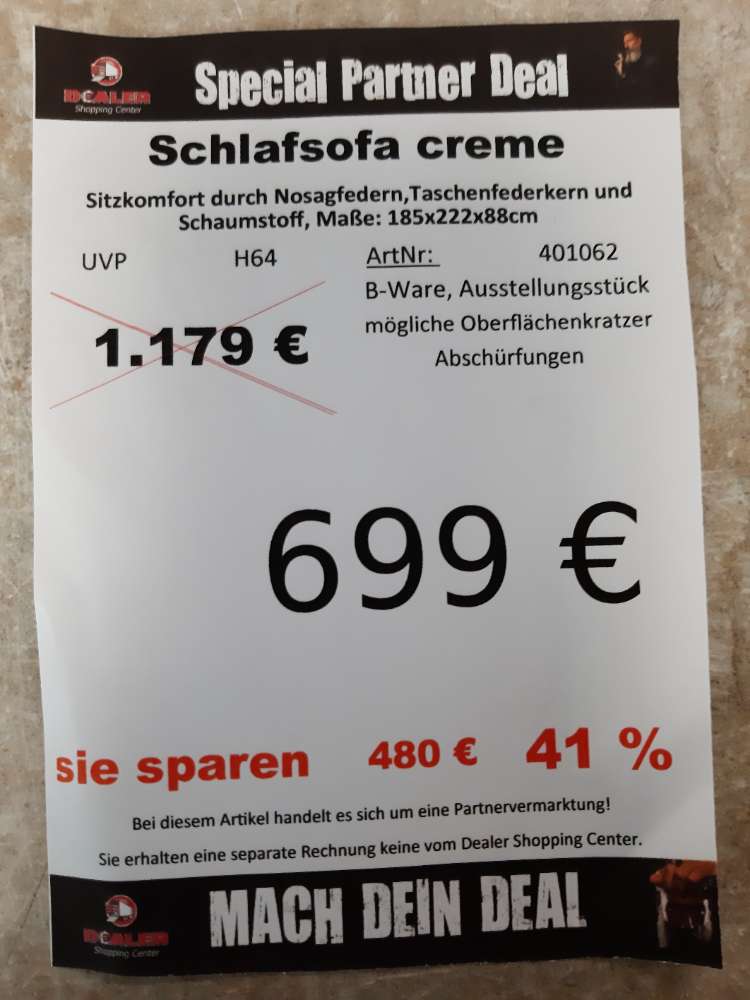 DEALER
Shopping Center
Special Partner Deal
Schlafsofa creme
Sitzkomfort durch Nosagfedern,Taschenfederkern und
Schaumstoff, Maße: 185x222x88cm
UVP H64 ArtNr: 401062
B-Ware, Ausstellungsstück
1.179 € mögliche Oberflächenkratzer
Abschürfungen
699 €
sie sparen 480 € 41 %
Bei diesem Artikel handelt es sich um eine Partnervermarktung!
Sie erhalten eine separate Rechnung keine vom Dealer Shopping Center.
DEALER
Shopping Center
MACH DEIN DEAL